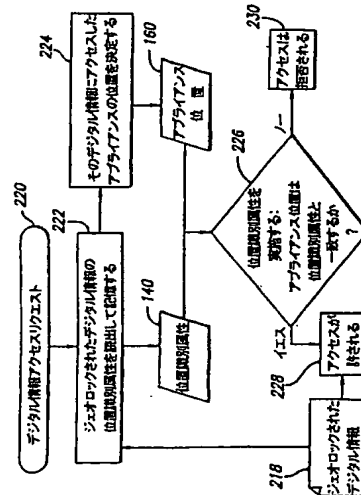 220
デジタル情報アクセスリクエスト
222
ジェオロックされたデジタル情報の
位置識別属性を抜出して記憶する
224
そのデジタル情報にアクセスした
アプライアンスの位置を決定する
140
位置識別属性
160
アプライアンス
位置
226
位置識別属性を
実施する:
アプライアンス位置は
位置識別属性と
一致するか
?
イエス
ノー
228
アクセスが
許される
230
アクセスは
拒否される
218
ジェオロックされた
デジタル情報